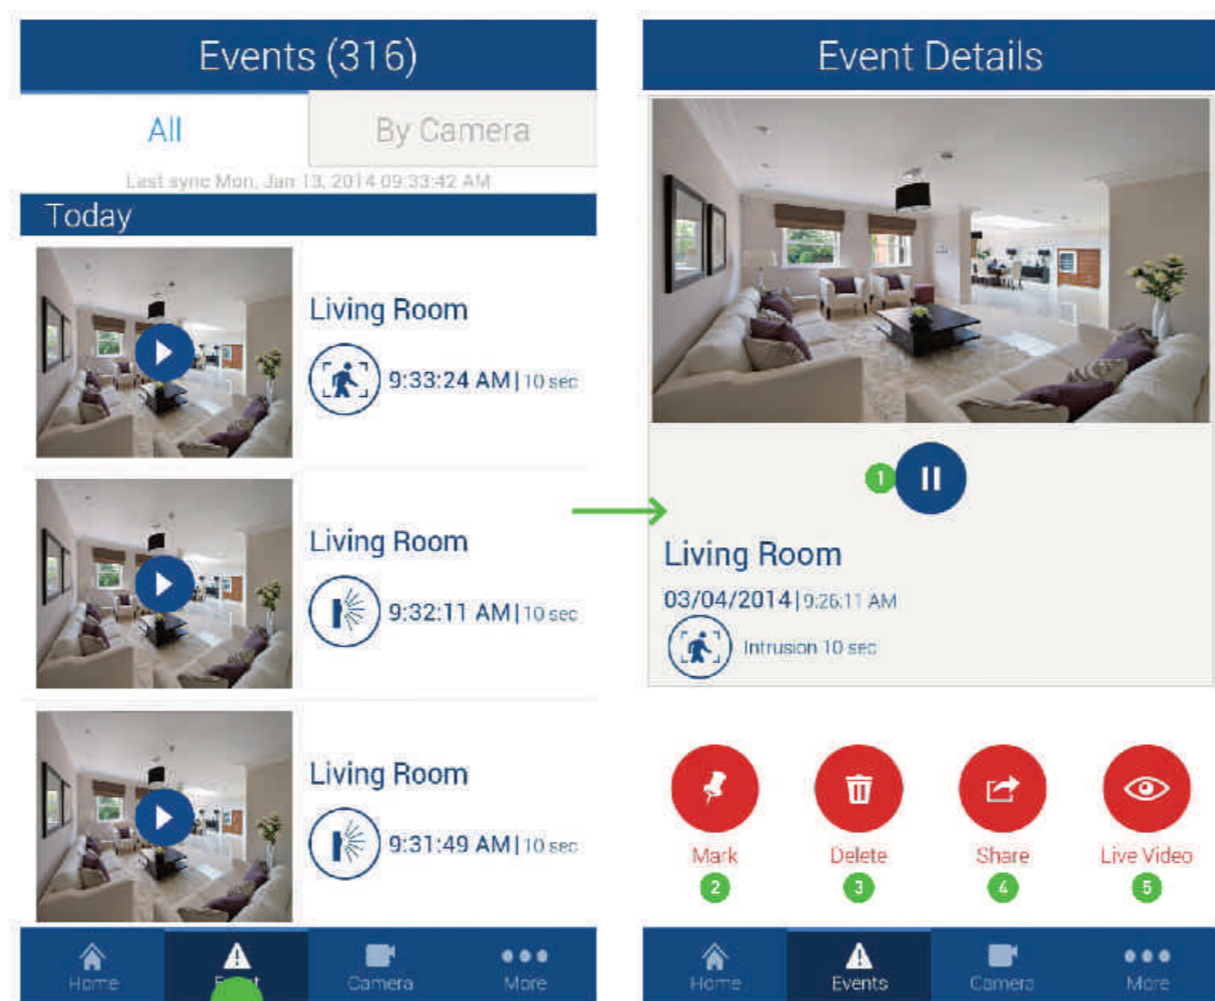 Events (316)
All
By Camera
Last sync Mon, Jan 13, 2014 09:33:42 AM
Today
Living Room
9:33:24 AM | 10 sec
Living Room
9:32:11 AM | 10 sec
Living Room
9:31:49 AM | 10 sec
Home
Camera
More
Event Details
1
Living Room
03/04/2014 | 9:26:11 AM
Intrusion 10 sec
Mark
Delete
Share
Live Video
2
3
4
5
Home
Events
Camera
More